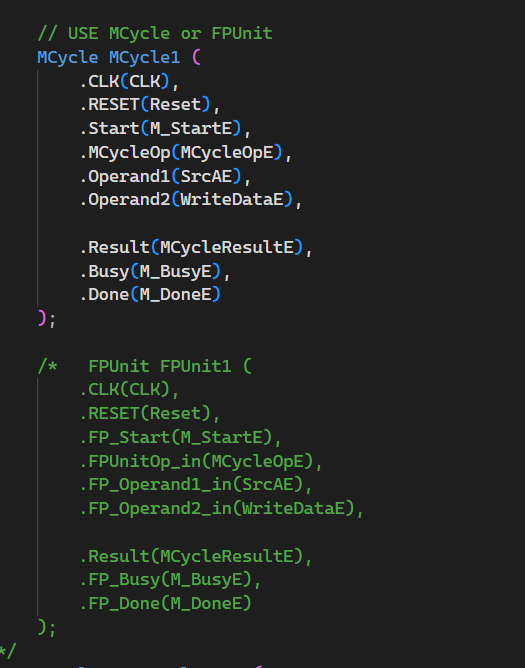 // USE MCycle or FPUnit
MCycle MCycle1 (
.CLK(CLK),
.RESET(Reset),
.Start(M_StartE),
.MCycleOp(MCycleOpE),
.Operand1(SrcAE),
.Operand2(WriteDataE),
.Result(MCycleResultE),
.Busy(M_BusyE),
.Done(M_DoneE)
);
/* FPUnit FPUnit1 (
.CLK(CLK),
.RESET(Reset),
.FP_Start(M_StartE),
.FPUnitOp_in(MCycleOpE),
.FP_Operand1_in(SrcAE),
.FP_Operand2_in(WriteDataE),
.Result(MCycleResultE),
.FP_Busy(M_BusyE),
.FP_Done(M_DoneE)
);
*/